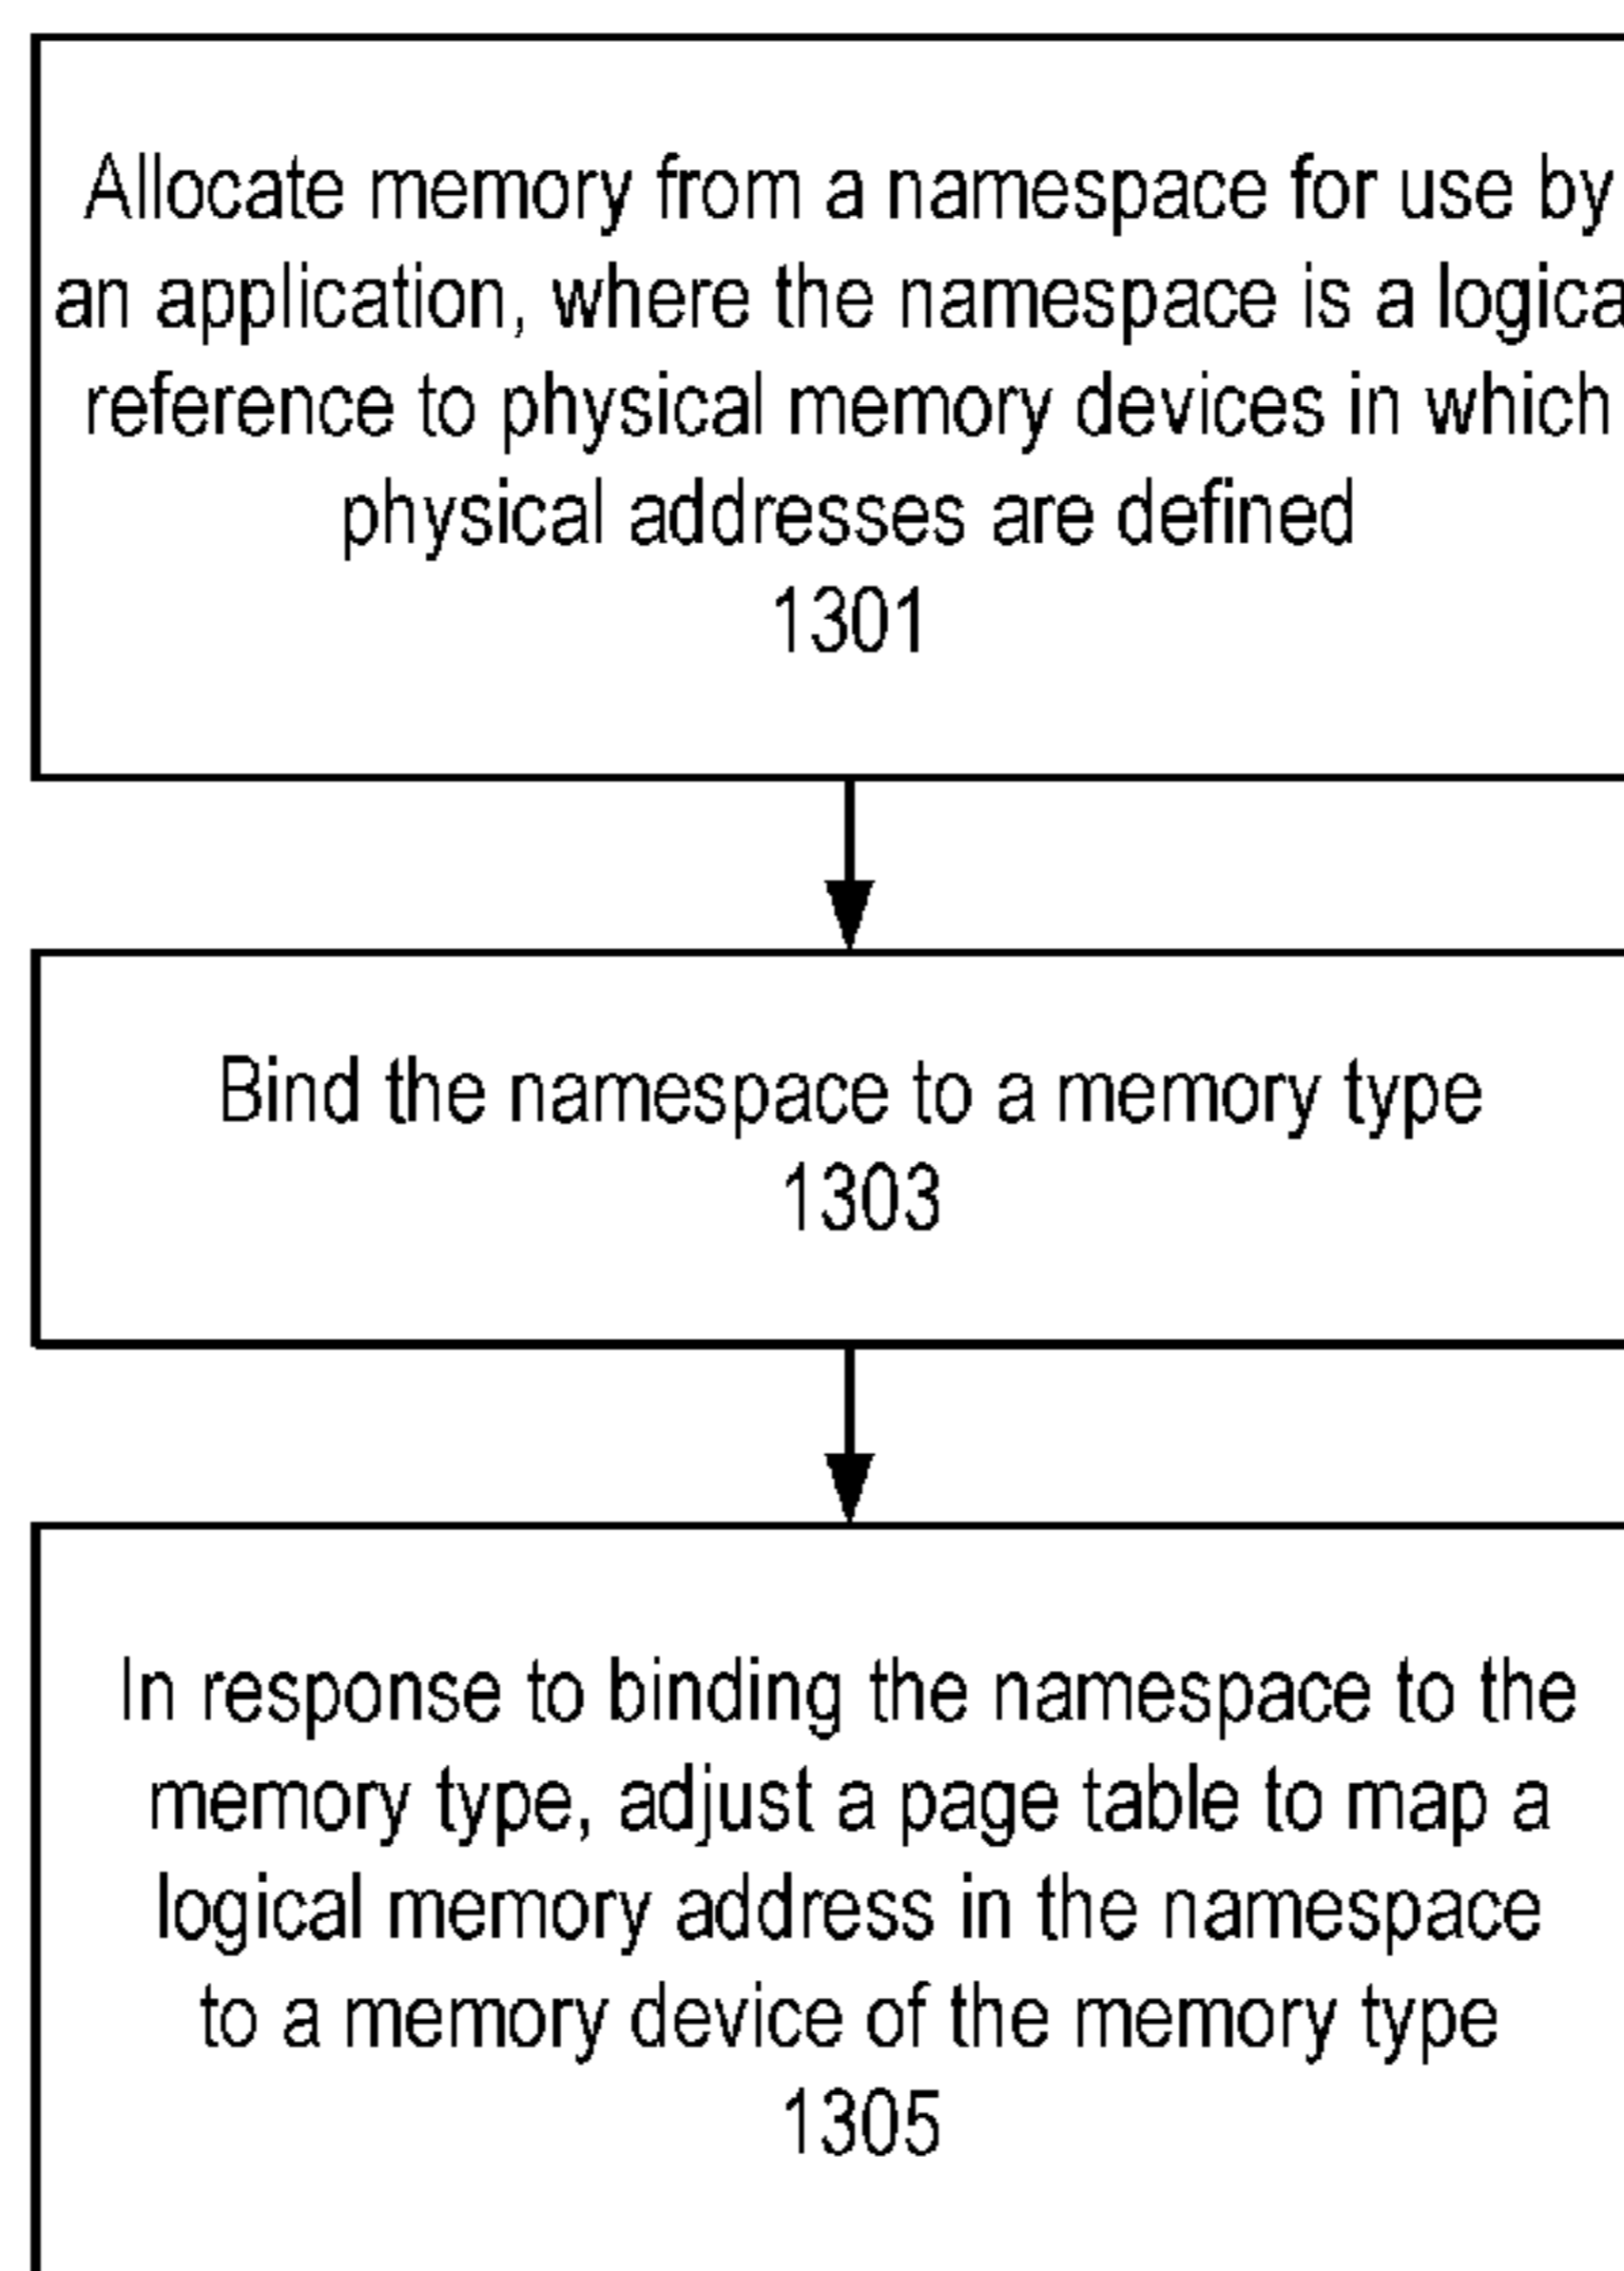 Allocate memory from a namespace for use by
an application, where the namespace is a logica
reference to physical memory devices in which
physical addresses are defined
1301
Bind the namespace to a memory type
1303
In response to binding the namespace to the
memory type, adjust a page table to map a
logical memory address in the namespace
to a memory device of the memory type
1305